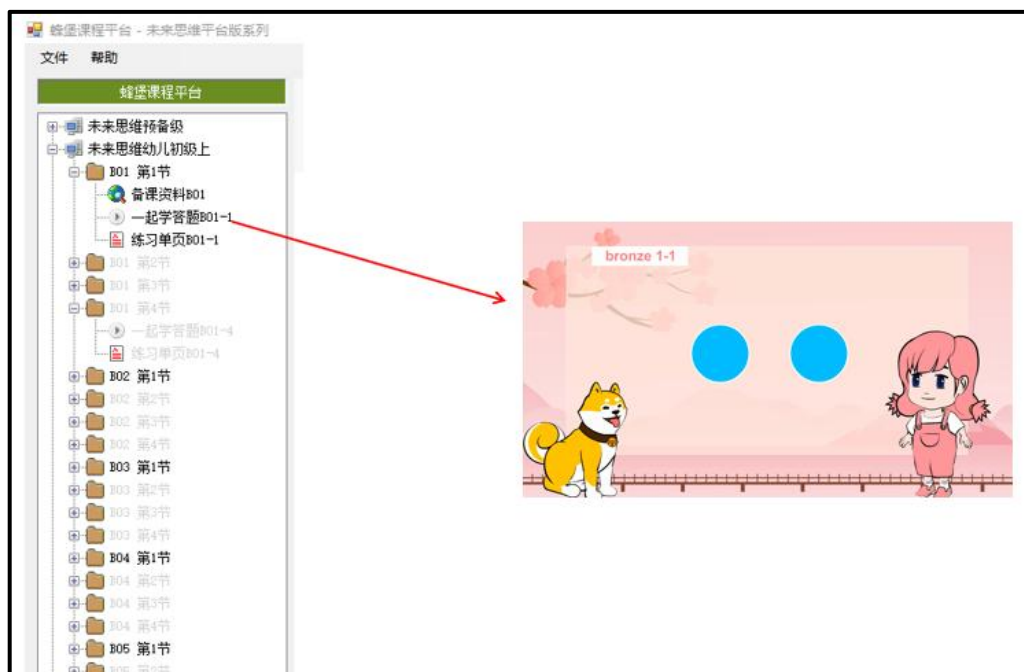 蜂堡课程平台 - 未来思维平台版系列
文件 帮助
蜂堡课程平台
未来思维预备级
未来思维幼儿初级上
B01 第1节
备课资料B01
一起学答题B01-1
练习单页B01-1
B01 第2节
B01 第3节
B01 第4节
一起学答题B01-4
练习单页B01-4
B02 第1节
B02 第2节
B02 第3节
B02 第4节
B03 第1节
B03 第2节
B03 第3节
B03 第4节
B04 第1节
B04 第2节
B04 第3节
B04 第4节
B05 第1节
B05 第2节
bronze 1-1